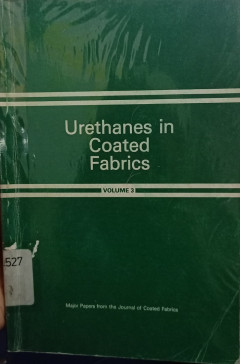 Urethanes in
Coated
Fabrics
VOLUME 3
.527
Major Papers from the Journal of Coated Fabrics